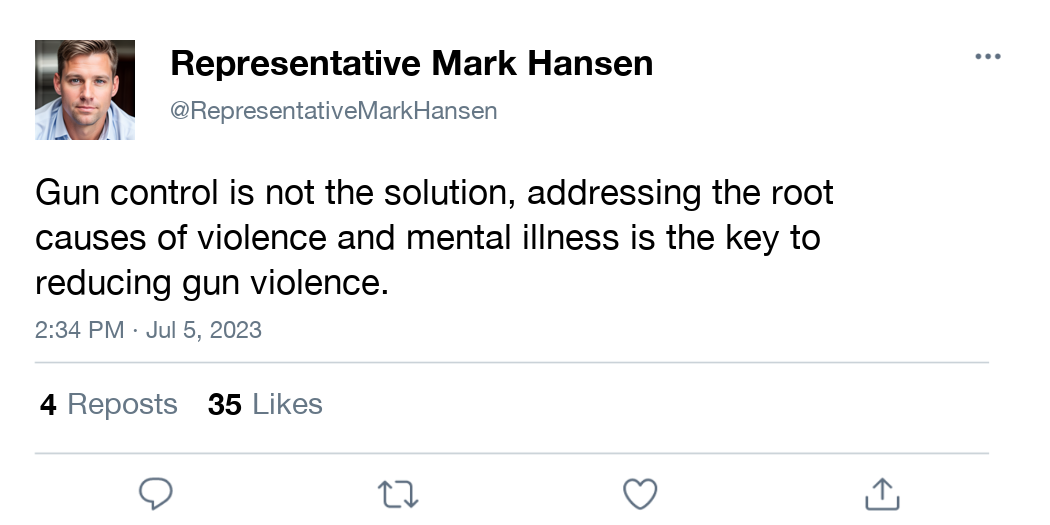 Representative Mark Hansen
@RepresentativeMarkHansen
Gun control is not the solution, addressing the root
causes of violence and mental illness is the key to
reducing gun violence.
2:34 PM · Jul 5, 2023
4 Reposts 35 Likes